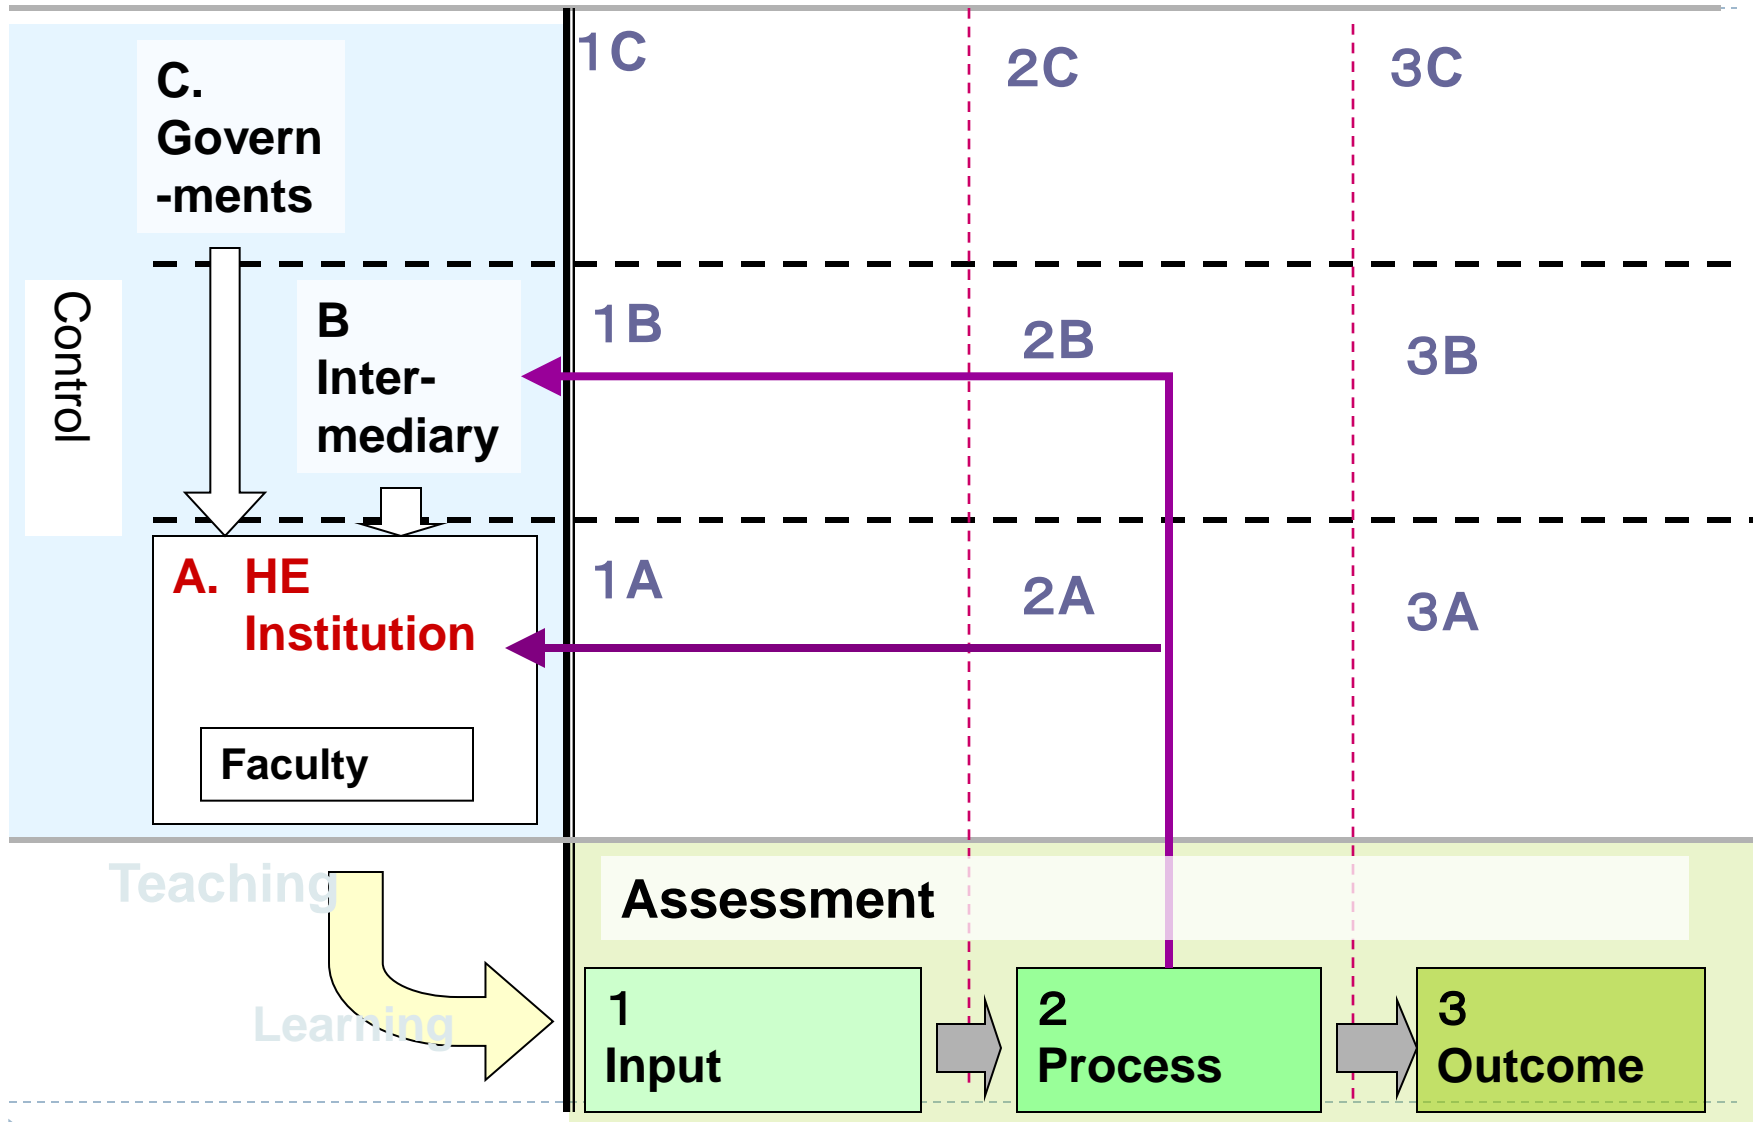 C.
Govern
-ments
1C
2C
3C
Control
B
Inter-
mediary
1B
2B
3B
A. HE
Institution
1A
2A
3A
Faculty
Teaching
Learning
Assessment
1
Input
2
Process
3
Outcome